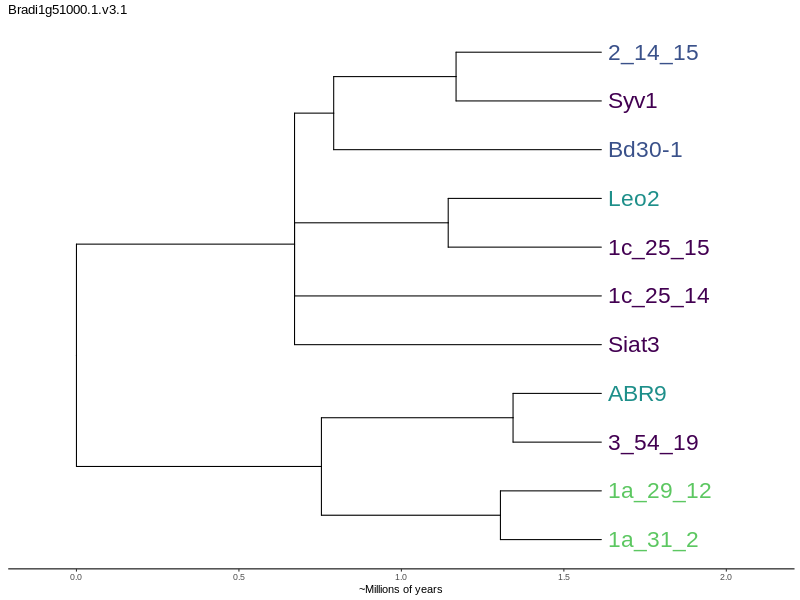 Bradi1g51000.1.v3.1
2_14_15
Syv1
Bd30-1
Leo2
1c_25_15
1c_25_14
Siat3
ABR9
3_54_19
1a_29_12
1a_31_2
0.0 0.5 1.0 1.5 2.0
~Millions of years